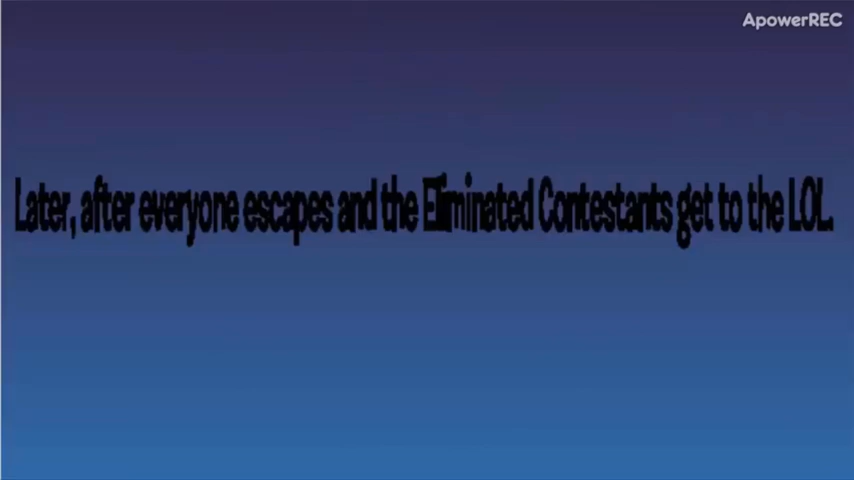 ApowerREC
Later, after everyone escapes and the Eliminated Contestants get to the LOL.